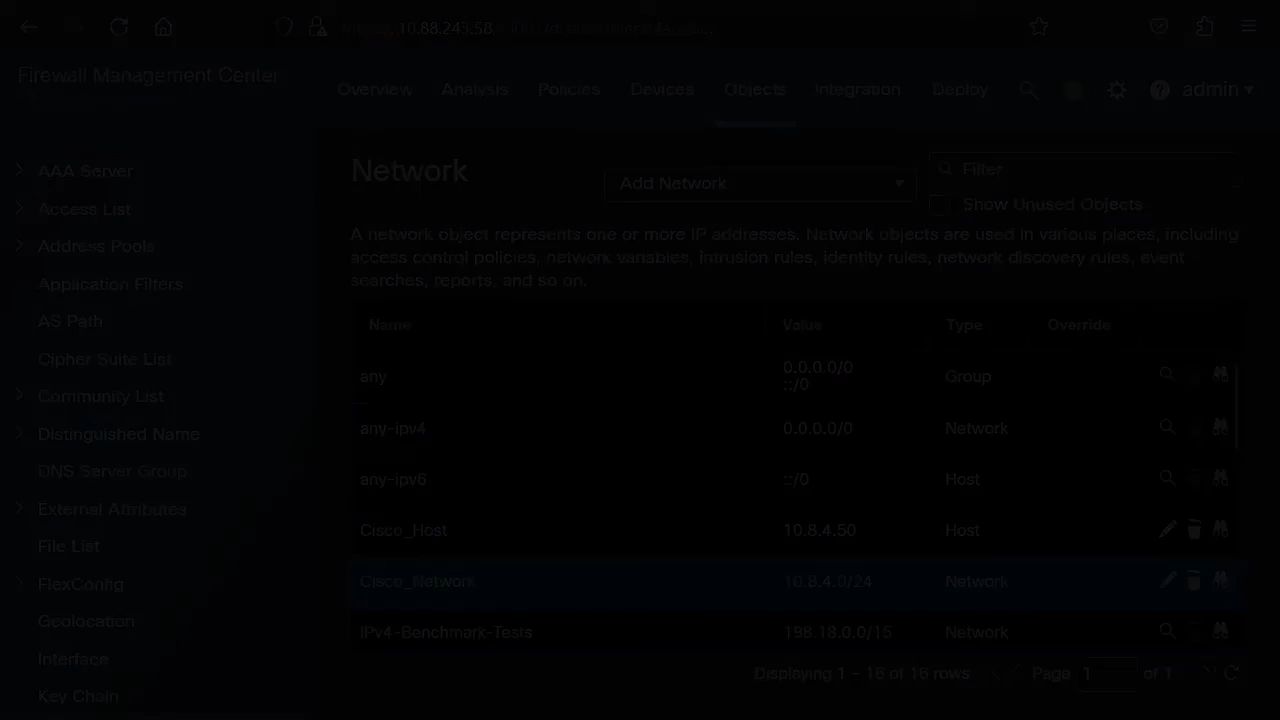 10.88.243.58
Firewall Management Center
Overview Analysis Policies Devices Objects Integration Deploy admin
AAA Server
Access List
Address Pools
Application Filters
AS Path
Cipher Suite List
Community List
Distinguished Name
DNS Server Group
External Attributes
File List
FlexConfig
Geolocation
Interface
Key Chain
Network
Add Network
Filter
Show Unused Objects
A network object represents one or more IP addresses. Network objects are used in various places, including
access control policies, network variables, intrusion rules, identity rules, network discovery rules, event
searches, reports, and so on.
Name Value Type Override
any 0.0.0.0/0 ::/0 Group
any-ipv4 0.0.0.0/0 Network
any-ipv6 ::/0 Host
Cisco_Host 10.8.4.50 Host
Cisco_Network 10.8.4.0/24 Network
IPv4-Benchmark-Tests 198.18.0.0/15 Network
Displaying 1 – 16 of 16 rows Page 1 of 1